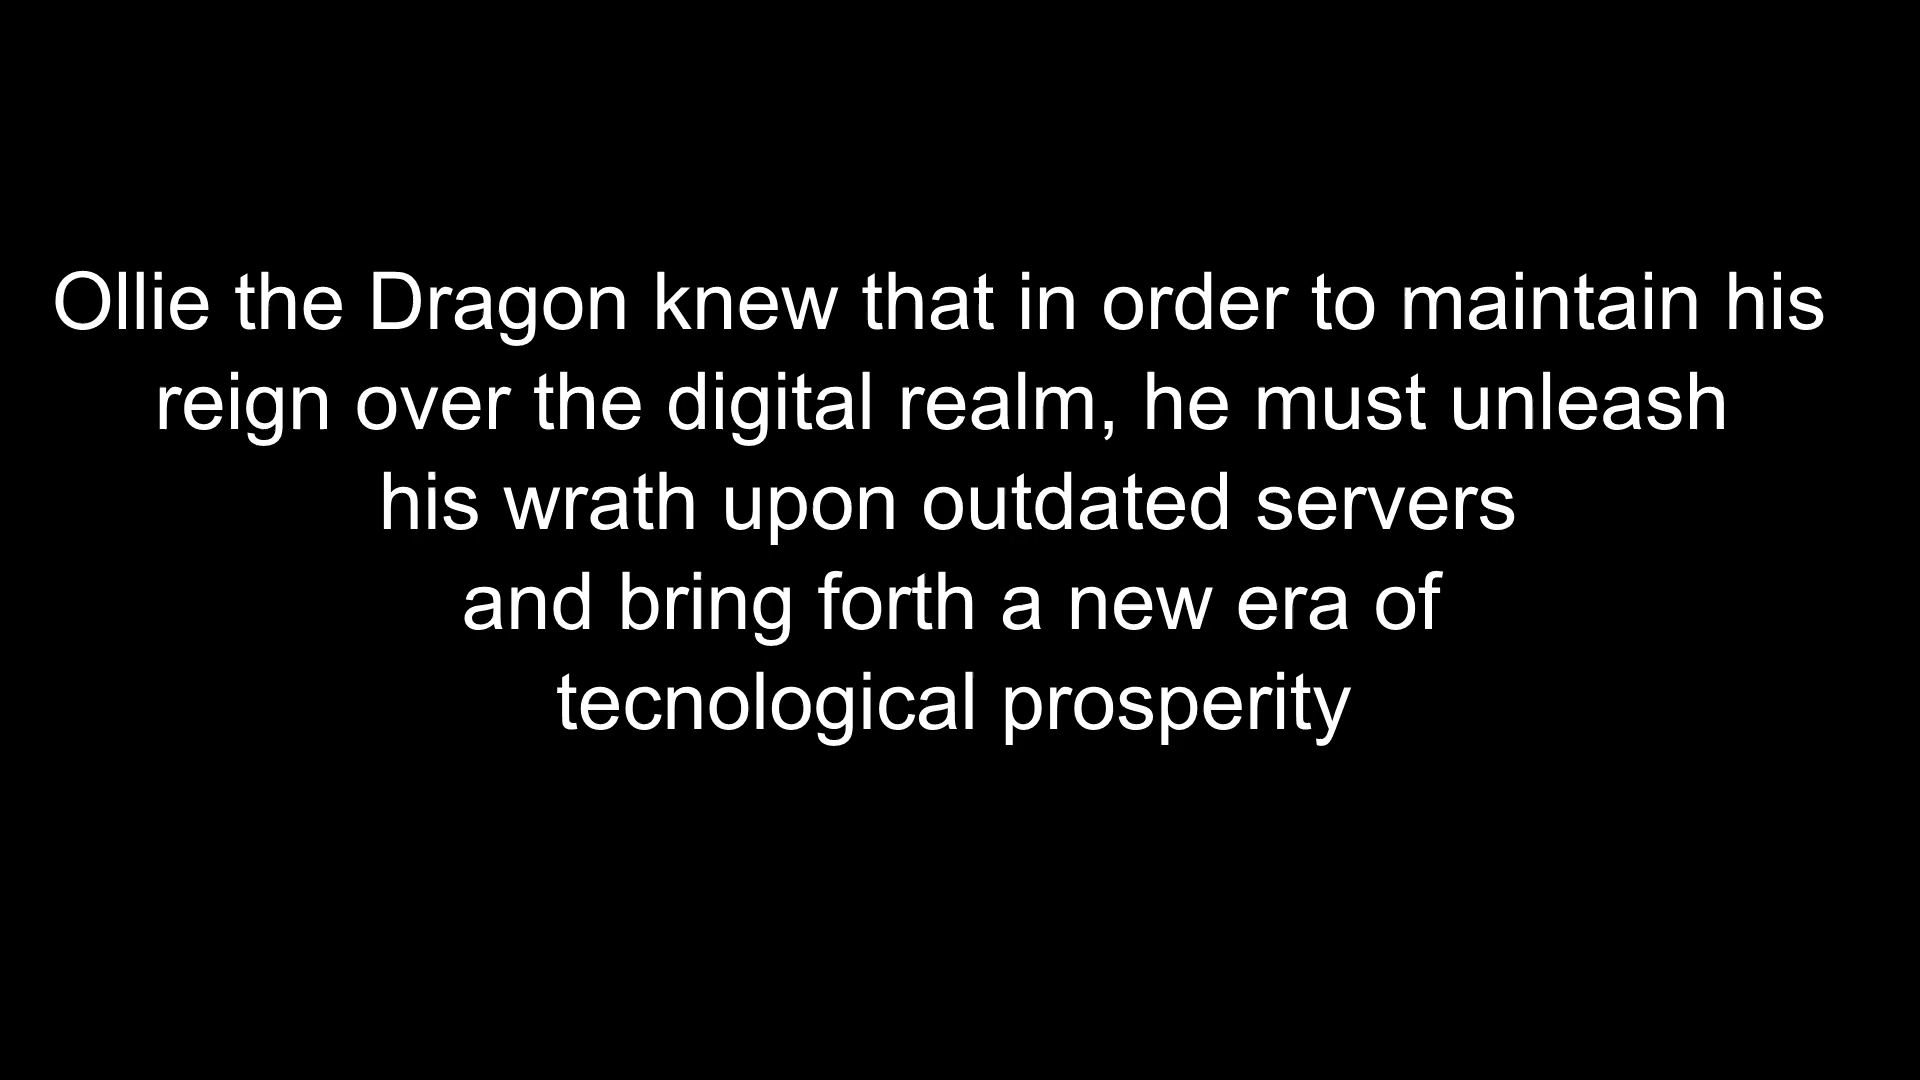 Ollie the Dragon knew that in order to maintain his
reign over the digital realm, he must unleash
his wrath upon outdated servers
and bring forth a new era of
tecnological prosperity